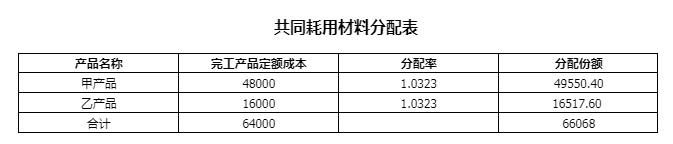 共同耗用材料分配表
产品名称 完工产品定额成本 分配率 分配份额
甲产品 48000 1.0323 49550.40
乙产品 16000 1.0323 16517.60
合计 64000 66068